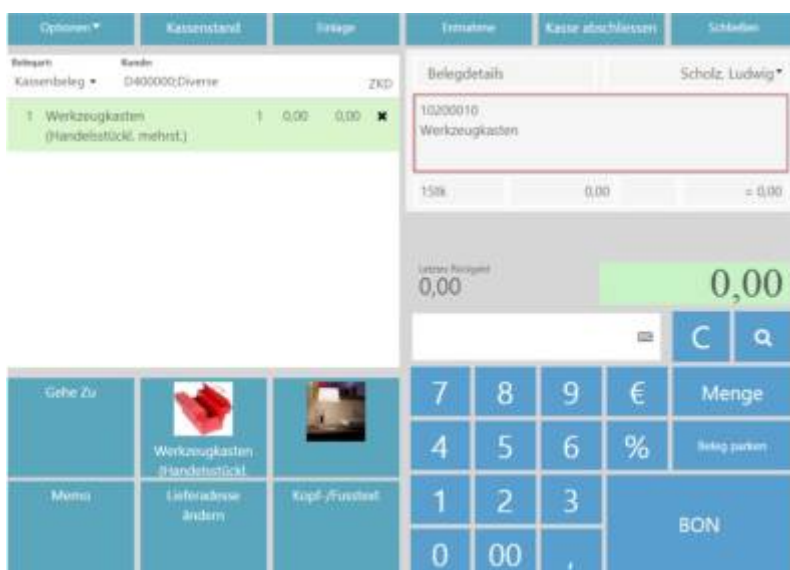 Optionen
Kassenstand
Einlage
Entnahme
Kasse abschliessen
Schließen
Belegart:
Kunde:
Kassenbeleg
D400000;Diverse
ZKD
1 Werkzeugkasten 1 0,00 0,00
(Handelsstückl. mehrst.)
Belegdetails
Scholz, Ludwig
10200010
Werkzeugkasten
1Stk 0,00 = 0,00
Letztes Rückgeld
0,00
0,00
C
Gehe Zu
Werkzeugkasten
(Handelsstückl.
Memo
Lieferadresse
ändern
Kopf-/Fusstext
7 8 9 € Menge
4 5 6 % Beleg parken
1 2 3
BON
0 00 ,